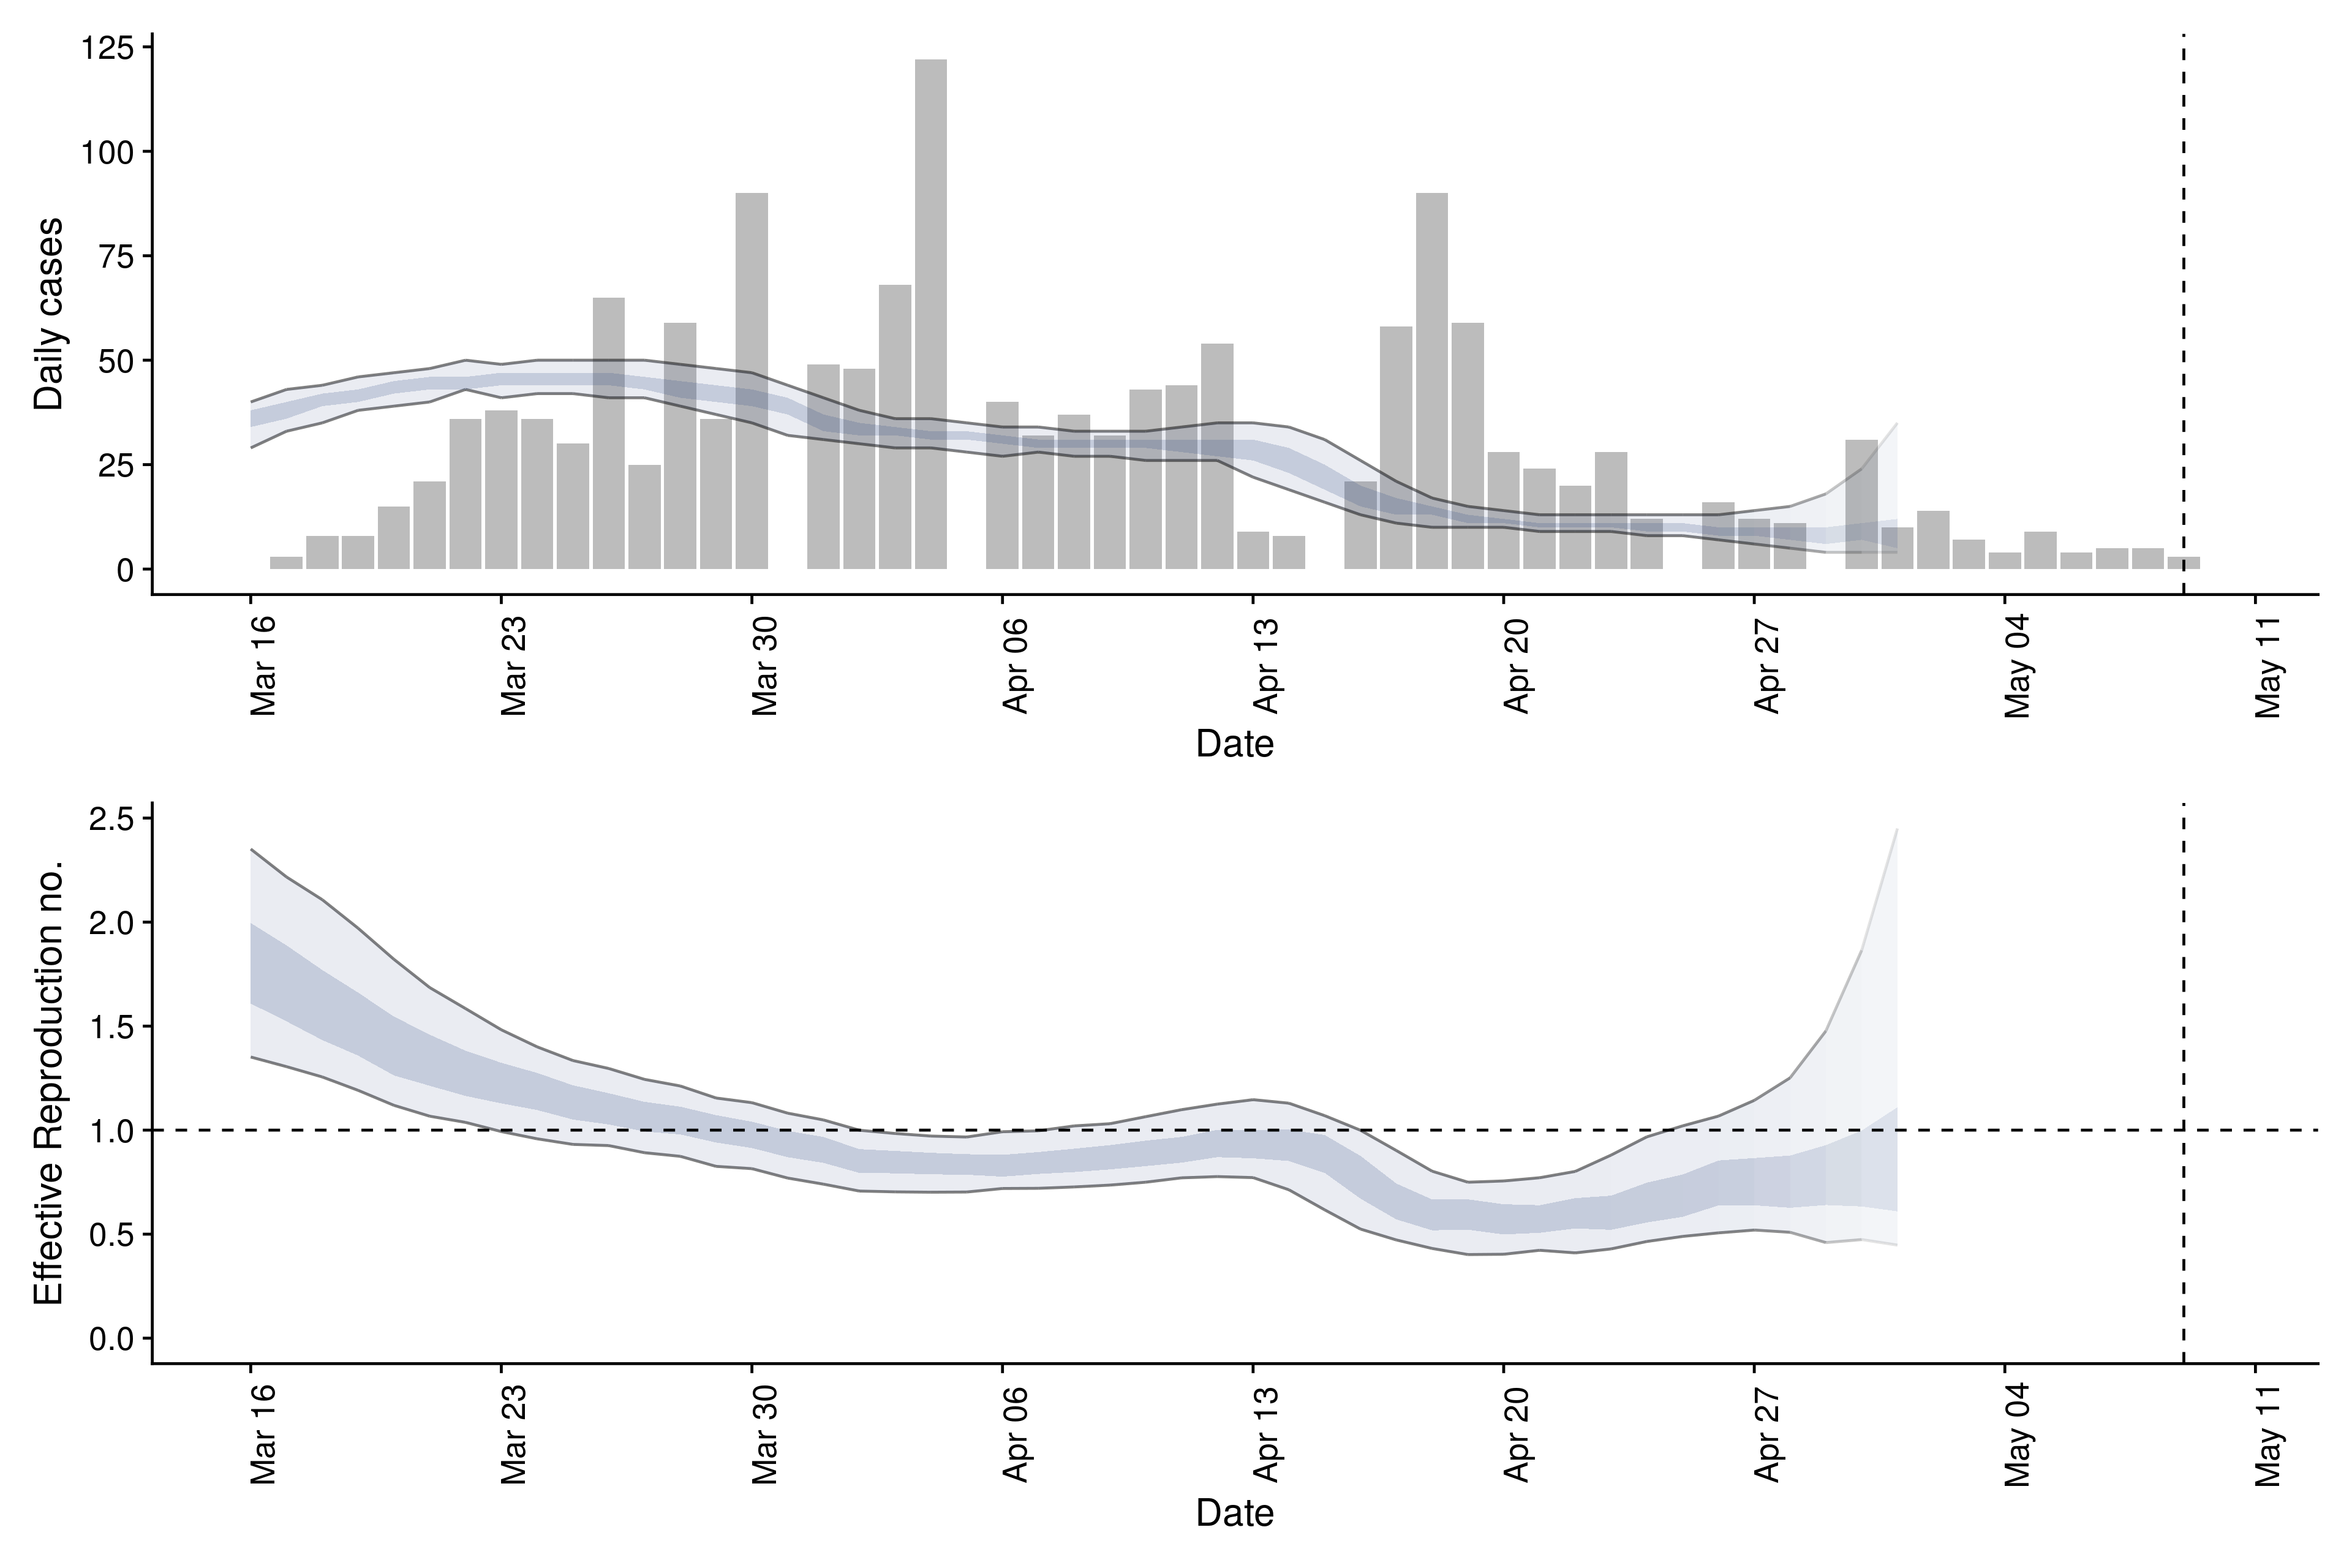 Daily cases
125
100
75
50
25
0
Mar 16
Mar 23
Mar 30
Apr 06
Apr 13
Apr 20
Apr 27
May 04
May 11
Date
Effective Reproduction no.
2.5
2.0
1.5
1.0
0.5
0.0
Mar 16
Mar 23
Mar 30
Apr 06
Apr 13
Apr 20
Apr 27
May 04
May 11
Date